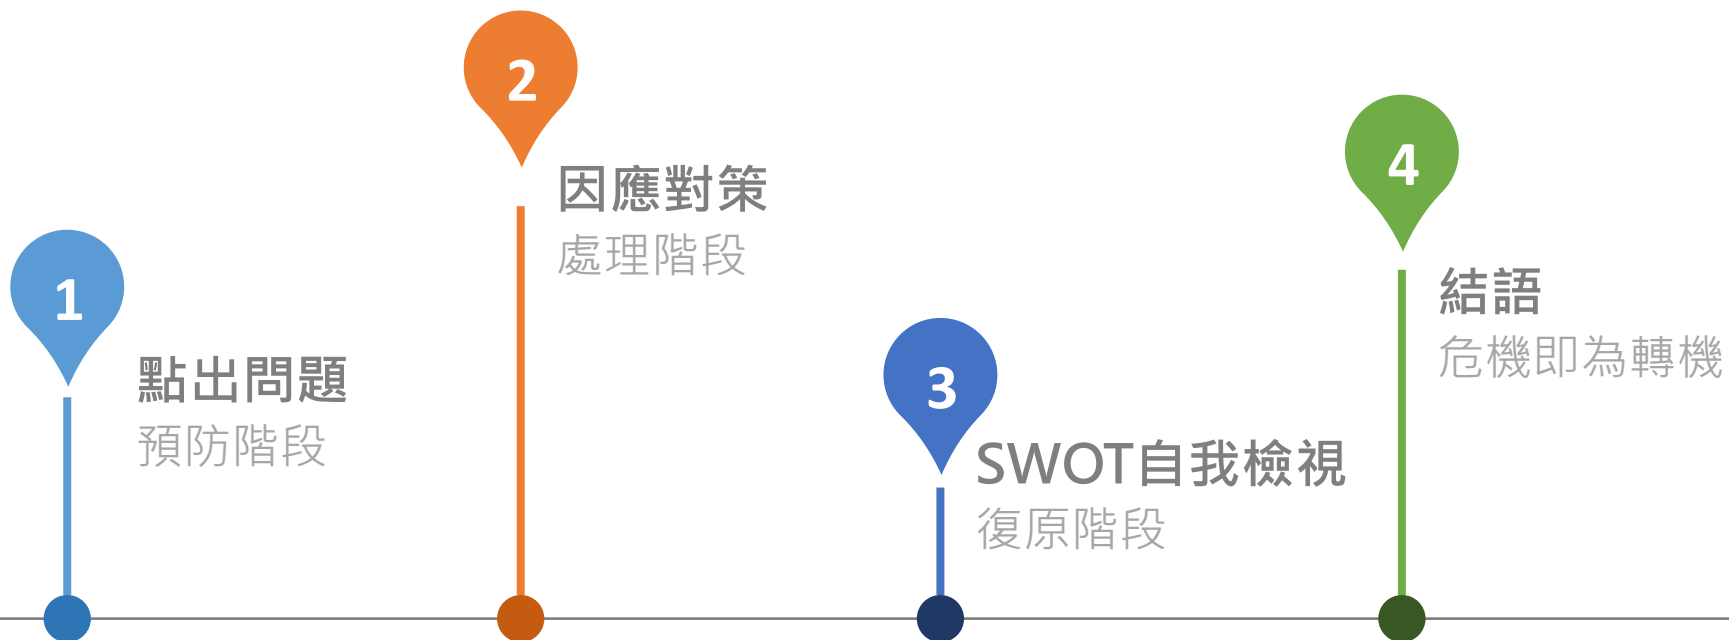 1
點出問題
預防階段
2
因應對策
處理階段
3
SWOT自我檢視
復原階段
4
結語
危機即為轉機